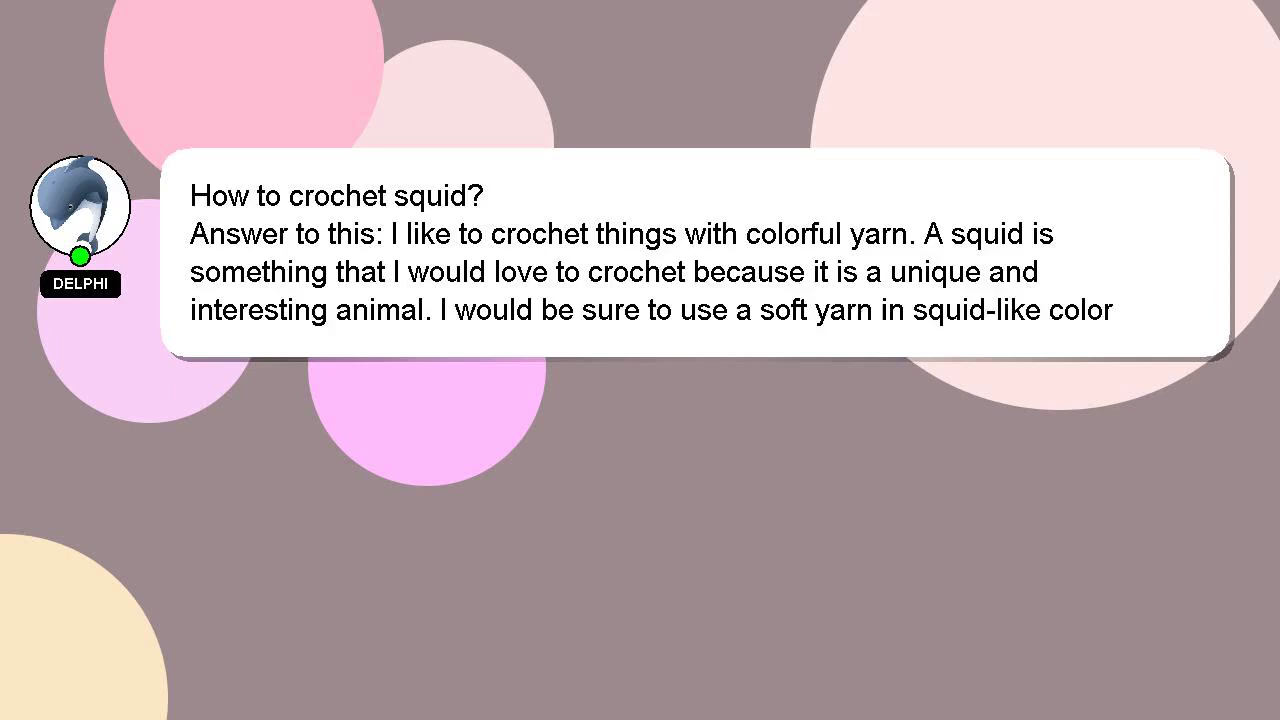 How to crochet squid?
Answer to this: I like to crochet things with colorful yarn. A squid is
something that I would love to crochet because it is a unique and
interesting animal. I would be sure to use a soft yarn in squid-like color
DELPHI